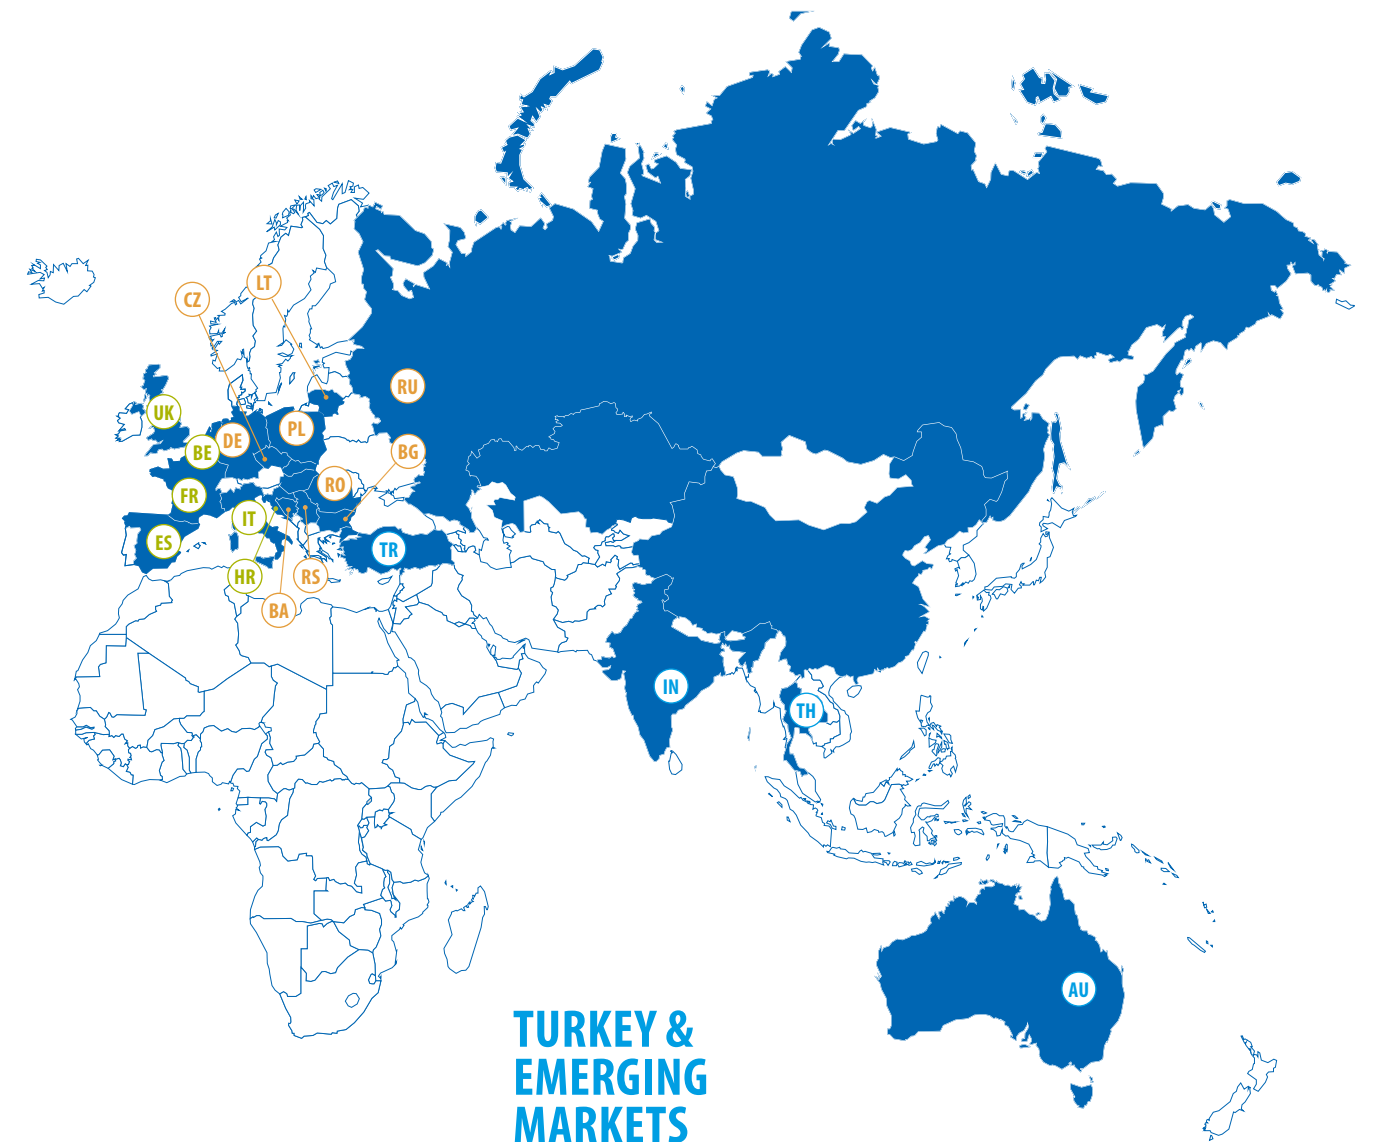 LT
CZ
RU
UK
PL
DE
BE
BG
RO
FR
IT
ES
TR
HR
RS
BA
IN
TH
AU
TURKEY &
EMERGING
MARKETS